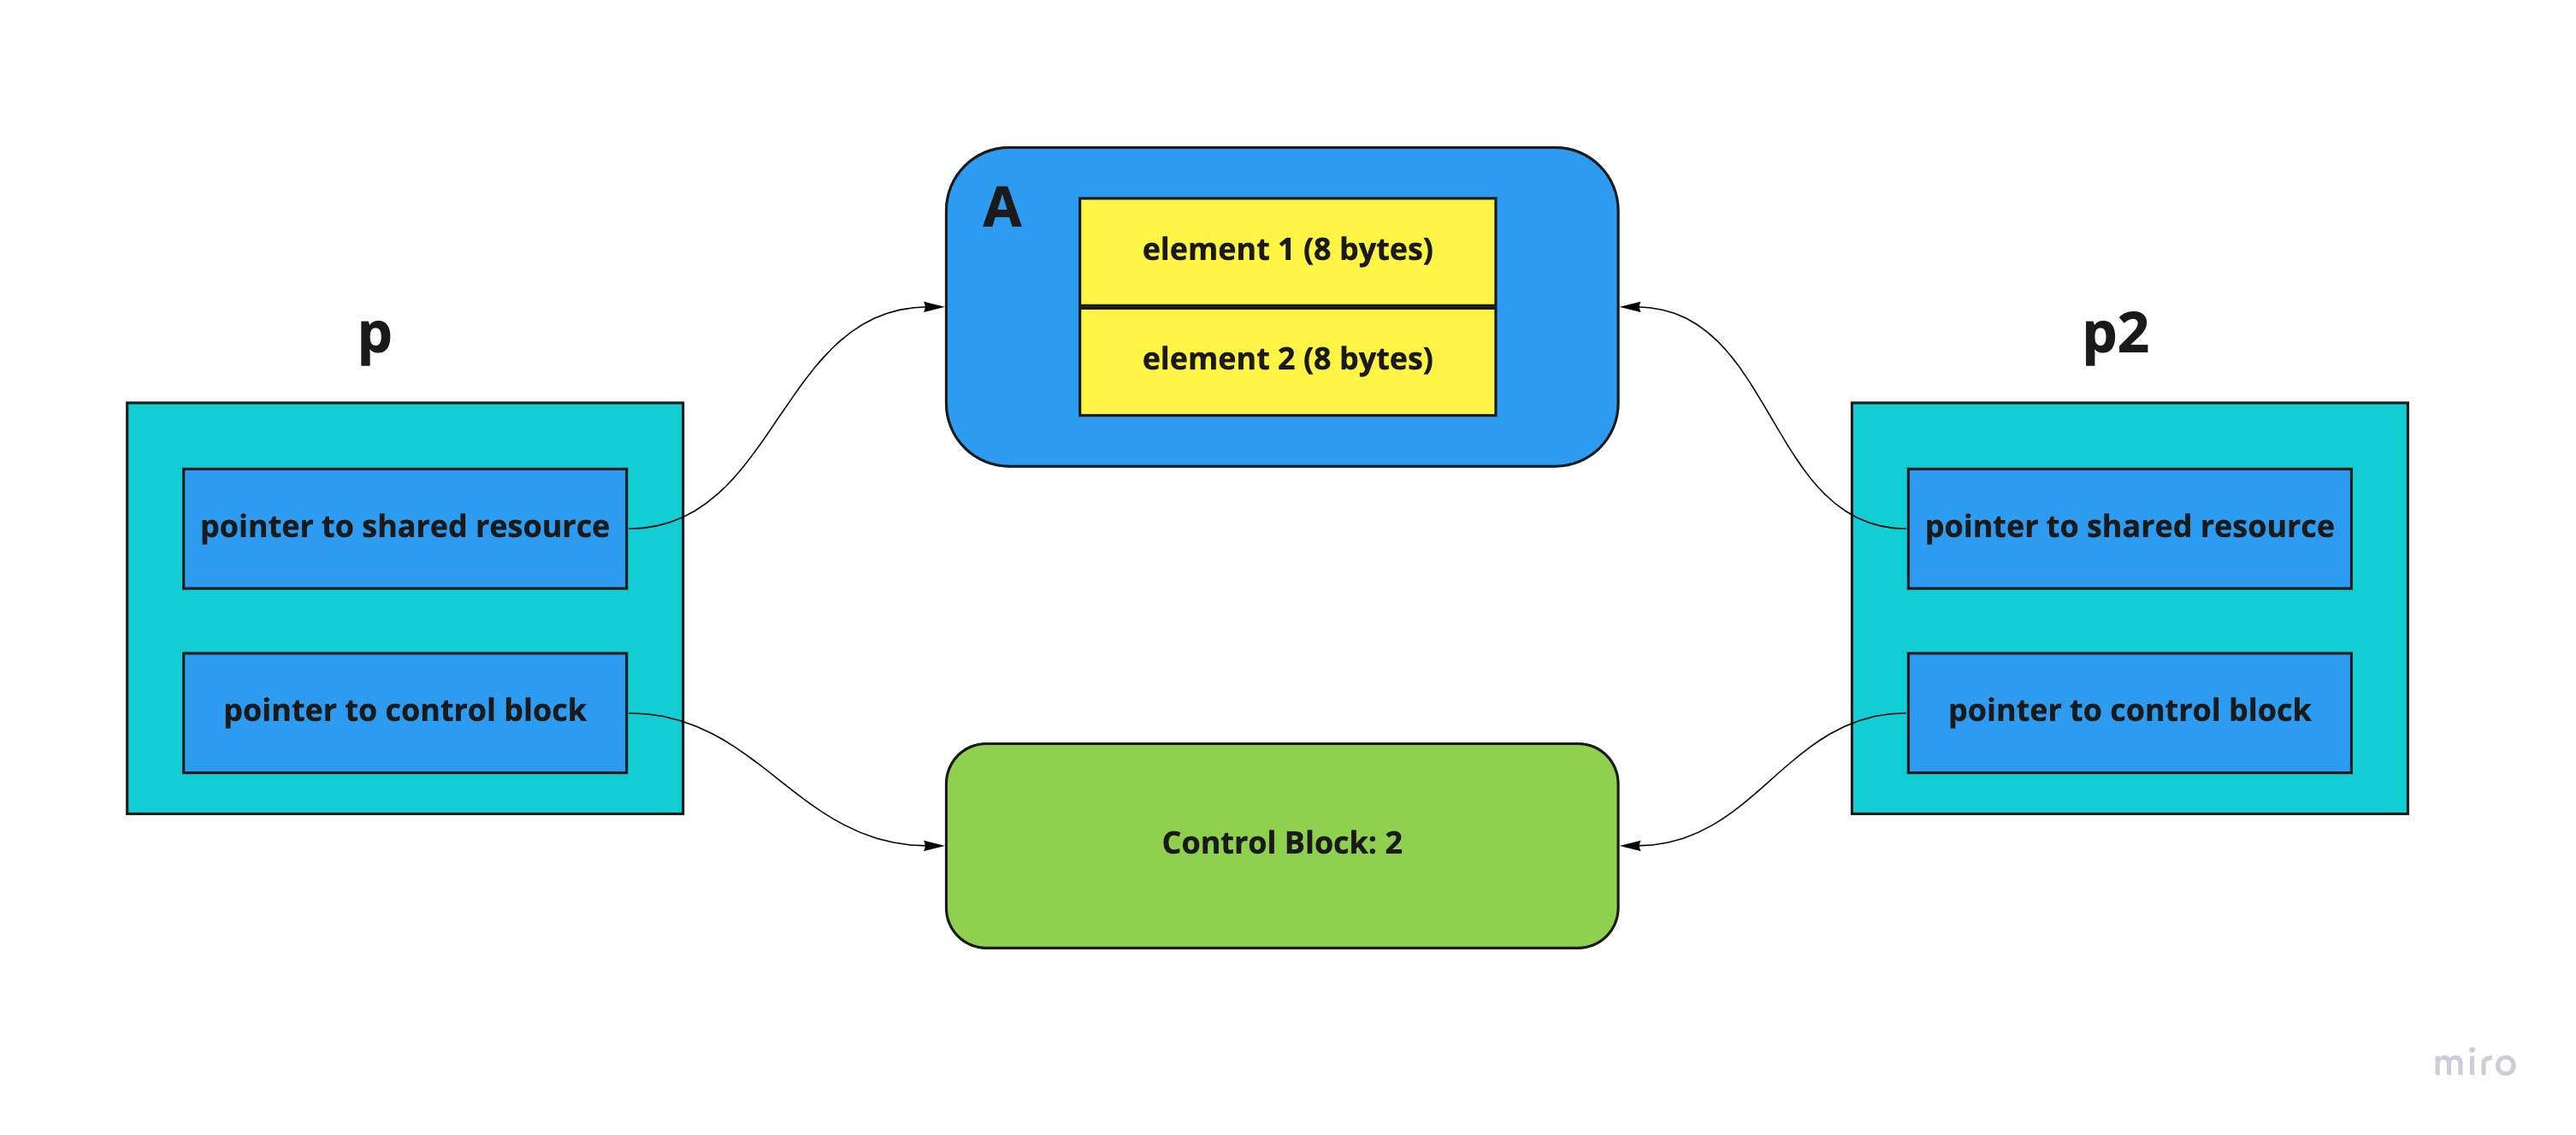 p
pointer to shared resource
pointer to control block
A
element 1 (8 bytes)
element 2 (8 bytes)
Control Block: 2
p2
pointer to shared resource
pointer to control block
miro